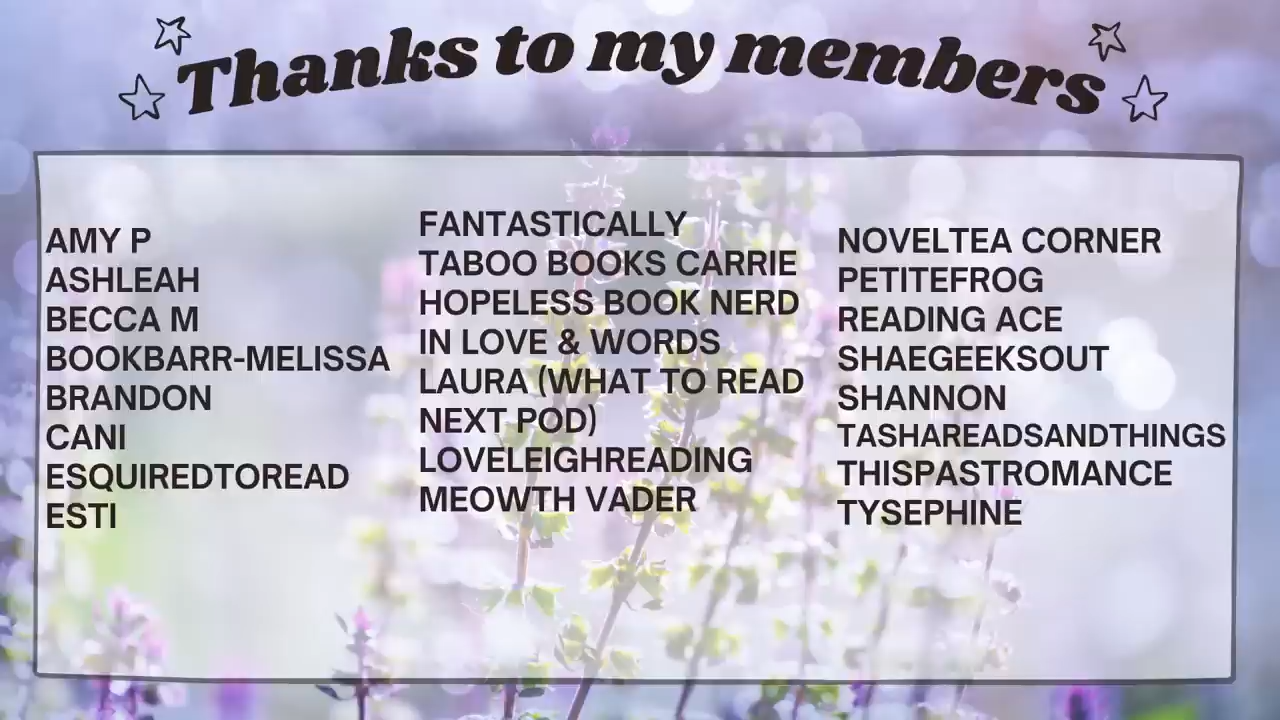 Thanks to my members
AMY P
ASHLEAH
BECCA M
BOOKBARR-MELISSA
BRANDON
CANI
ESQUIREDTOREAD
ESTI
FANTASTICALLY
TABOO BOOKS CARRIE
HOPELESS BOOK NERD
IN LOVE & WORDS
LAURA (WHAT TO READ
NEXT POD)
LOVELEIGHREADING
MEOWTH VADER
NOVELTEA CORNER
PETITEFROG
READING ACE
SHAEGEEKSOUT
SHANNON
TASHAREADSANDTHINGS
THISPASTROMANCE
TYSEPHINE